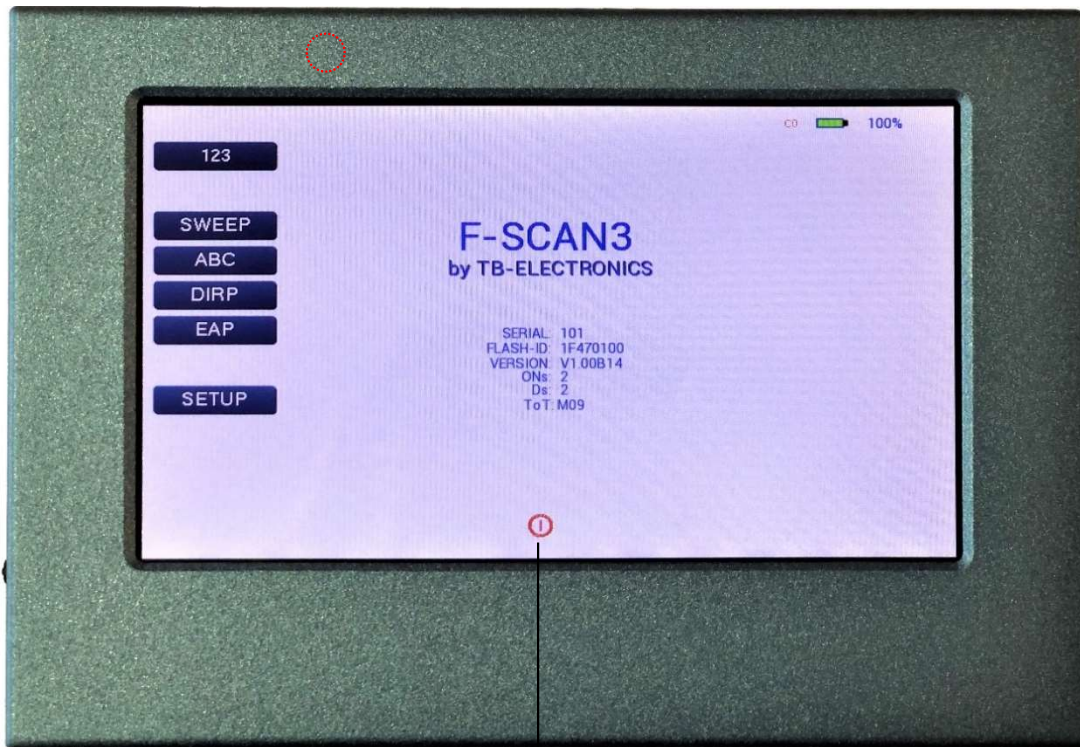 C0 100%
123
SWEEP
ABC
DIRP
EAP
SETUP
F-SCAN3
by TB-ELECTRONICS
SERIAL: 101
FLASH-ID: 1F470100
VERSION: V1.00B14
ONs: 2
Ds: 2
ToT: M09